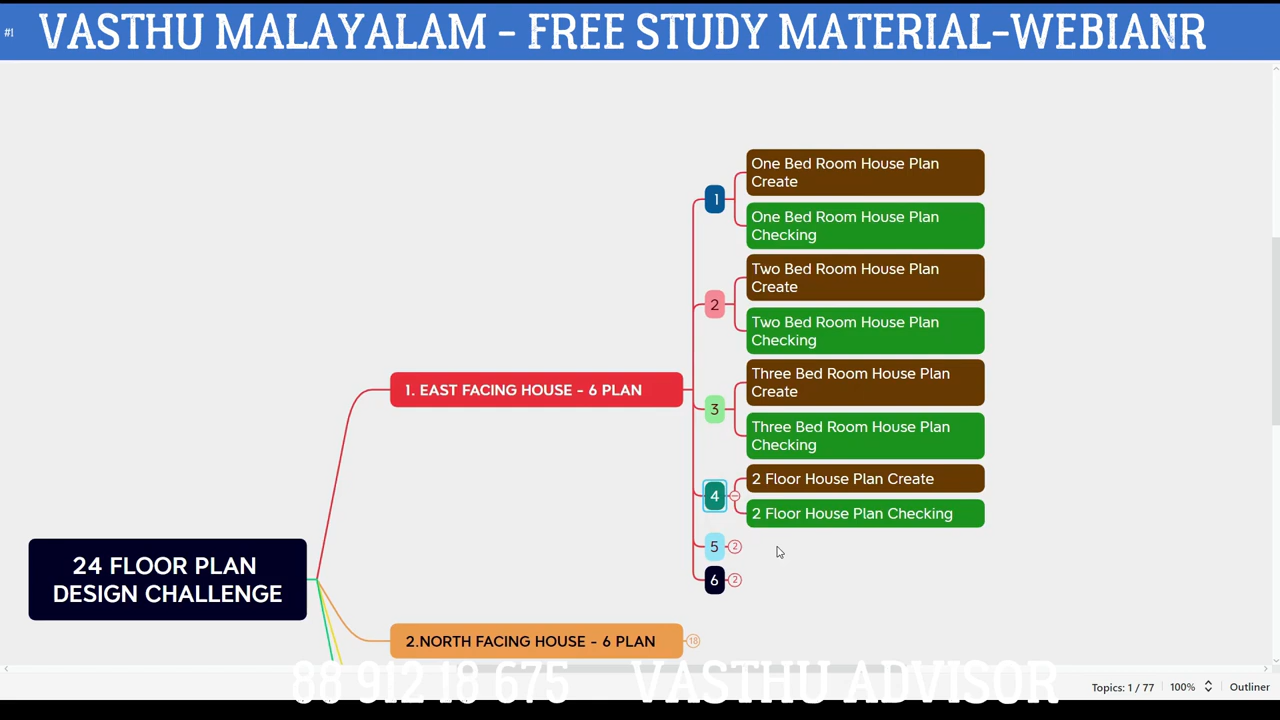 #1
VASTHU MALAYALAM - FREE STUDY MATERIAL-WEBIANR
One Bed Room House Plan
Create
1
One Bed Room House Plan
Checking
Two Bed Room House Plan
Create
2
Two Bed Room House Plan
Checking
Three Bed Room House Plan
Create
1. EAST FACING HOUSE - 6 PLAN
3
Three Bed Room House Plan
Checking
2 Floor House Plan Create
4
2 Floor House Plan Checking
5
2
6
2
24 FLOOR PLAN
DESIGN CHALLENGE
2.NORTH FACING HOUSE - 6 PLAN
18
88 912 18 675 VASTHU ADVISOR
Topics: 1 / 77
100%
Outliner